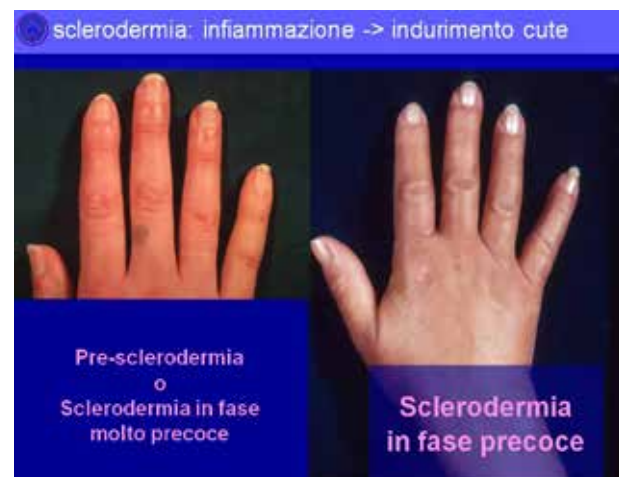 sclerodermia: infiammazione -> indurimento cute
Pre-sclerodermia
o
Sclerodermia in fase
molto precoce
Sclerodermia
in fase precoce